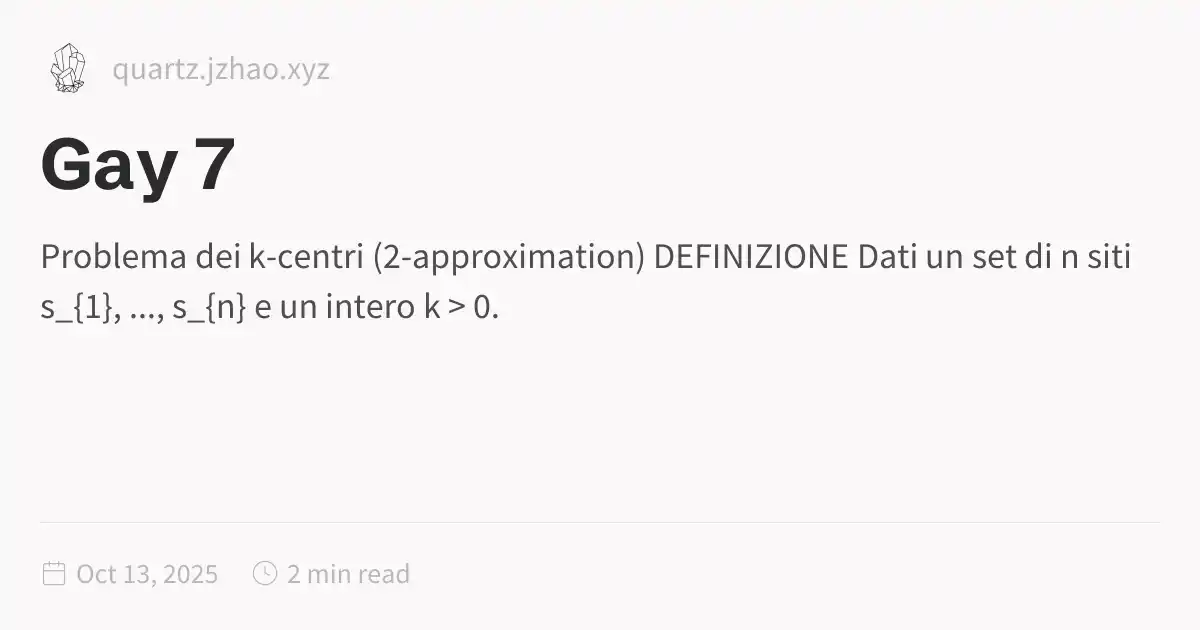 quartz.jzhao.xyz
Gay 7
Problema dei k-centri (2-approximation) DEFINIZIONE Dati un set di n siti
s_{1}, ..., s_{n} e un intero k > 0.
Oct 13, 2025 2 min read